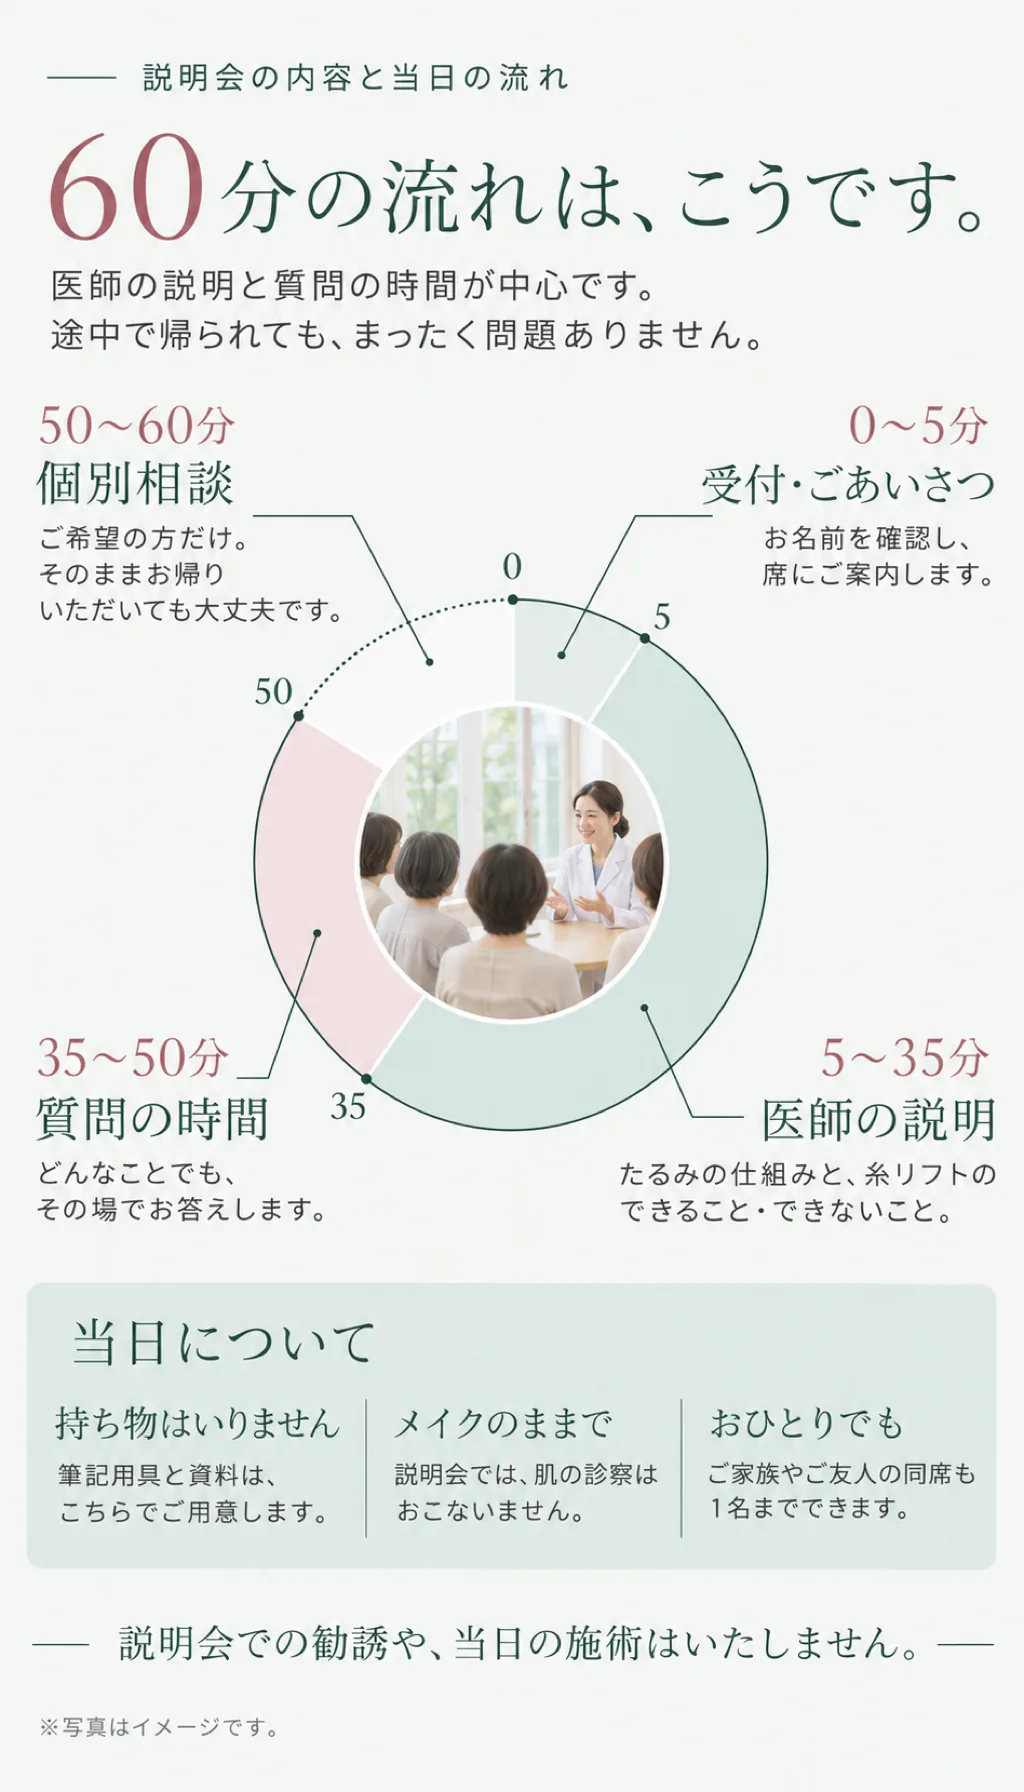 説明会の内容と当日の流れ
60分の流れは、こうです。
医師の説明と質問の時間が中心です。
途中で帰られても、まったく問題ありません。
50〜60分
個別相談
ご希望の方だけ。
そのままお帰り
いただいても大丈夫です。
0〜5分
受付・ごあいさつ
お名前を確認し、
席にご案内します。
0
5
50
35
35〜50分
質問の時間
どんなことでも、
その場でお答えします。
5〜35分
医師の説明
たるみの仕組みと、糸リフトの
できること・できないこと。
当日について
持ち物はいりません
筆記用具と資料は、
こちらでご用意します。
メイクのままで
説明会では、肌の診察は
おこないません。
おひとりでも
ご家族やご友人の同席も
1名までできます。
説明会での勧誘や、当日の施術はいたしません。
※写真はイメージです。